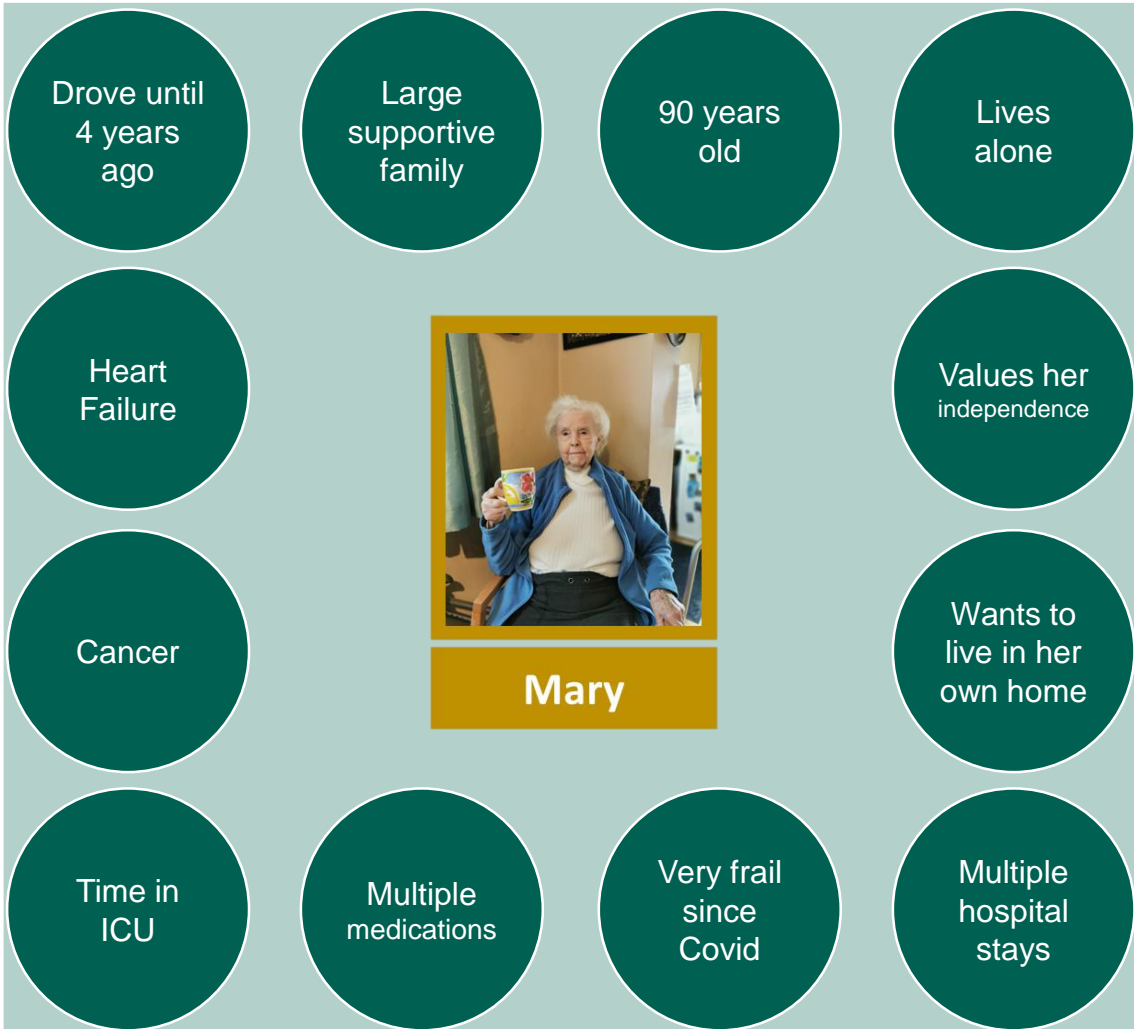 Drove until
4 years
ago
Large
supportive
family
90 years
old
Lives
alone
Heart
Failure
Values her
independence
Cancer
Wants to
live in her
own home
Mary
Time in
ICU
Multiple
medications
Very frail
since
Covid
Multiple
hospital
stays